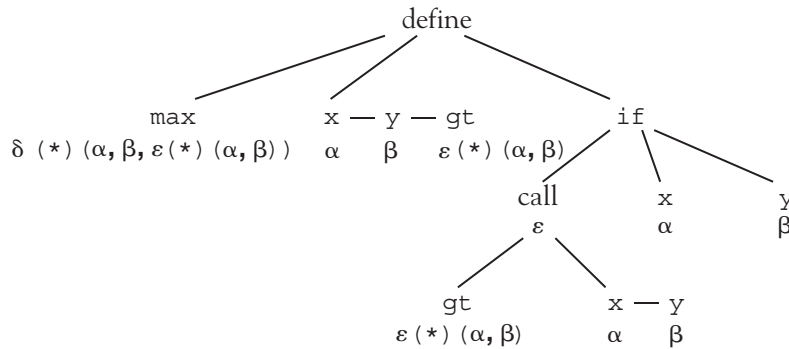 define
max x y gt if
δ (*) (α, β, ε(*) (α, β)) α β ε(*) (α, β)
call x y
ε α β
gt x y
ε (*) (α, β) α β